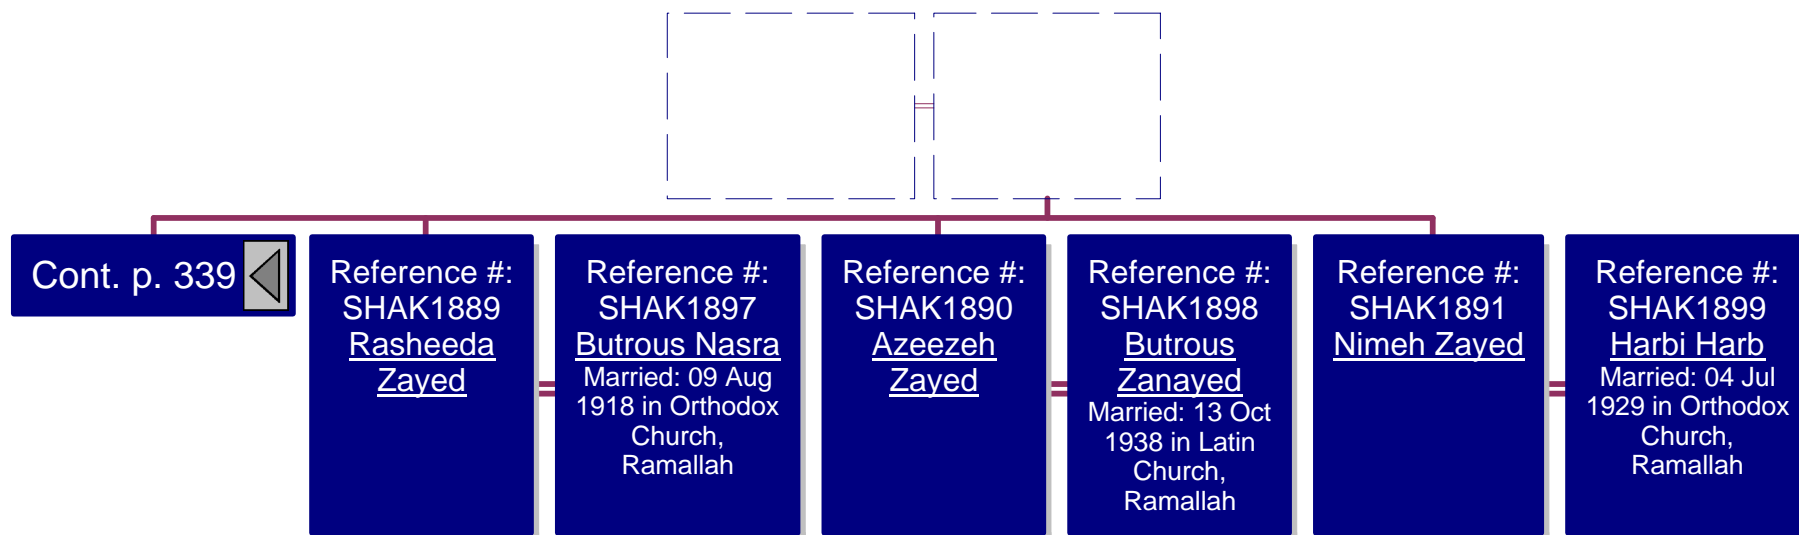 Cont. p. 339
Reference #:
SHAK1889
Rasheeda
Zayed
Reference #:
SHAK1897
Butrous Nasra
Married: 09 Aug
1918 in Orthodox
Church,
Ramallah
Reference #:
SHAK1890
Azeezeh
Zayed
Reference #:
SHAK1898
Butrous
Zanayed
Married: 13 Oct
1938 in Latin
Church,
Ramallah
Reference #:
SHAK1891
Nimeh Zayed
Reference #:
SHAK1899
Harbi Harb
Married: 04 Jul
1929 in Orthodox
Church,
Ramallah